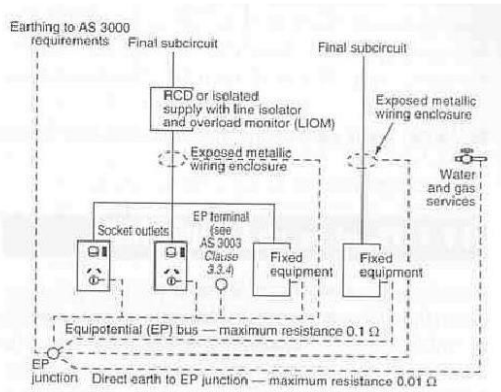 Earthing to AS 3000
requirements
Final subcircuit
Final subcircuit
RCD or isolated
supply with line isolator
and overload monitor (LIOM)
Exposed metallic
wiring enclosure
Exposed metallic
wiring enclosure
Water
and gas
services
Socket outlets
EP terminal
(see
AS 3003
Clause
3.3.4)
Fixed
equipment
Fixed
equipment
Equipotential (EP) bus — maximum resistance 0.1 Ω
EP
junction
Direct earth to EP junction — maximum resistance 0.01 Ω